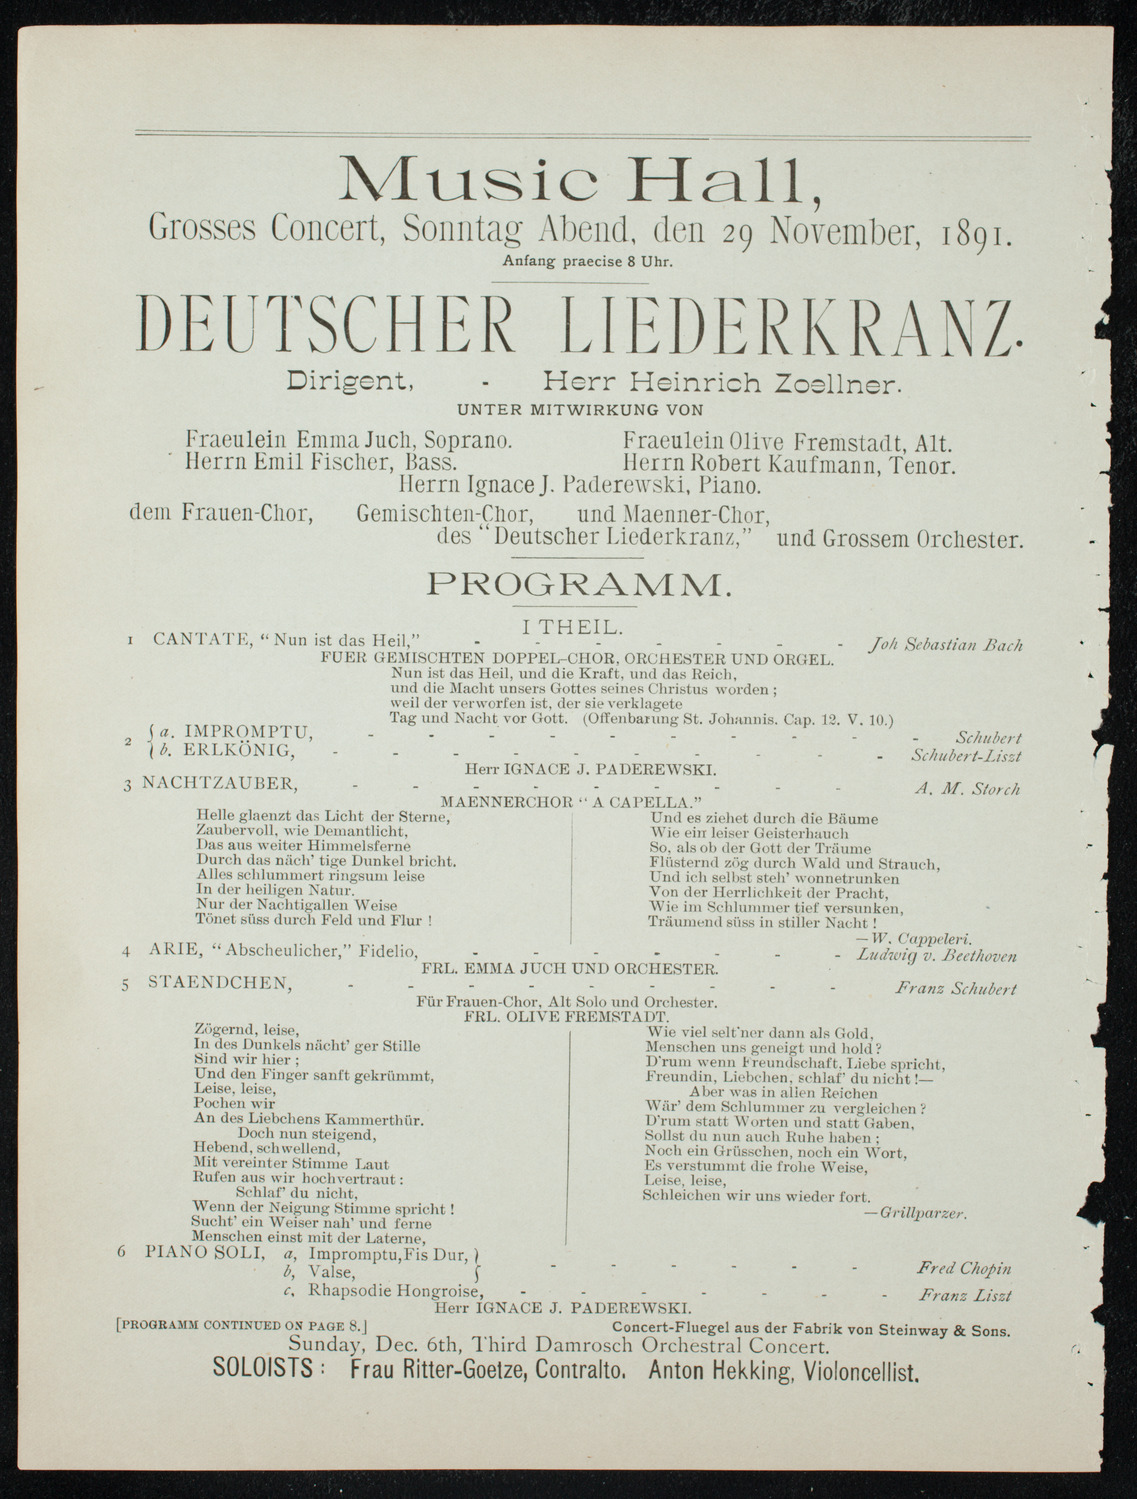 Music Hall,
Grosses Concert, Sonntag Abend, den 29 November, 1891.
Anfang praecise 8 Uhr.
DEUTSCHER LIEDERKRANZ.
Dirigent, - Herr Heinrich Zoellner.
UNTER MITWIRKUNG VON
Fraeulein Emma Juch, Soprano. Fraeulein Olive Fremstadt, Alt.
Herrn Emil Fischer, Bass. Herrn Robert Kaufmann, Tenor.
Herrn Ignace J. Paderewski, Piano.
dem Frauen-Chor, Gemischten-Chor, und Maenner-Chor,
des "Deutscher Liederkranz," und Grossem Orchester.
PROGRAMM.
I THEIL.
1 CANTATE, "Nun ist das Heil," - - - - - - - Joh Sebastian Bach
FUER GEMISCHTEN DOPPEL-CHOR, ORCHESTER UND ORGEL.
Nun ist das Heil, und die Kraft, und das Reich,
und die Macht unsers Gottes seines Christus worden ;
weil der verworfen ist, der sie verklagete
Tag und Nacht vor Gott. (Offenbarung St. Johannis. Cap. 12. V. 10.)
2 { a. IMPROMPTU, - - - - - - - - - - Schubert
{ b. ERLKÖNIG, - - - - - - - - - - Schubert-Liszt
Herr IGNACE J. PADEREWSKI.
3 NACHTZAUBER, - - - - - - - - - A. M. Storch
MAENNERCHOR "A CAPELLA."
Helle glaenzt das Licht der Sterne,
Zaubervoll, wie Demantlicht,
Das aus weiter Himmelsferne
Durch das näch' tige Dunkel bricht.
Alles schlummert ringsum leise
In der heiligen Natur.
Nur der Nachtigallen Weise
Tönet süss durch Feld und Flur !
Und es ziehet durch die Bäume
Wie ein leiser Geisterhauch
So, als ob der Gott der Träume
Flüsternd zög durch Wald und Strauch,
Und ich selbst steh' wonnetrunken
Von der Herrlichkeit der Pracht,
Wie im Schlummer tief versunken,
Träumend süss in stiller Nacht !
—W. Cappeleri.
4 ARIE, "Abscheulicher," Fidelio, - - - - - - - Ludwig v. Beethoven
FRL. EMMA JUCH UND ORCHESTER.
5 STAENDCHEN, - - - - - - - - - Franz Schubert
Für Frauen-Chor, Alt Solo und Orchester.
FRL. OLIVE FREMSTADT.
Zögernd, leise,
In des Dunkels nächt' ger Stille
Sind wir hier ;
Und den Finger sanft gekrümmt,
Leise, leise,
Pochen wir
An des Liebchens Kammerthür.
Doch nun steigend,
Hebend, schwellend,
Mit vereinter Stimme Laut
Rufen aus wir hochvertraut :
Schlaf' du nicht,
Wenn der Neigung Stimme spricht !
Sucht' ein Weiser nah' und ferne
Menschen einst mit der Laterne,
Wie viel selt'ner dann als Gold,
Menschen uns geneigt und hold ?
D'rum wenn Freundschaft, Liebe spricht,
Freundin, Liebchen, schlaf' du nicht !—
Aber was in allen Reichen
Wär' dem Schlummer zu vergleichen ?
D'rum statt Worten und statt Gaben,
Sollst du nun auch Ruhe haben ;
Noch ein Grüsschen, noch ein Wort,
Es verstummt die frohe Weise,
Leise, leise,
Schleichen wir uns wieder fort.
—Grillparzer.
6 PIANO SOLI, a, Impromptu, Fis Dur, }
b, Valse, } - - - - - - Fred Chopin
c, Rhapsodie Hongroise, - - - - - - - Franz Liszt
Herr IGNACE J. PADEREWSKI.
[PROGRAMM CONTINUED ON PAGE 8.] Concert-Fluegel aus der Fabrik von Steinway & Sons.
Sunday, Dec. 6th, Third Damrosch Orchestral Concert.
SOLOISTS : Frau Ritter-Goetze, Contralto. Anton Hekking, Violoncellist.